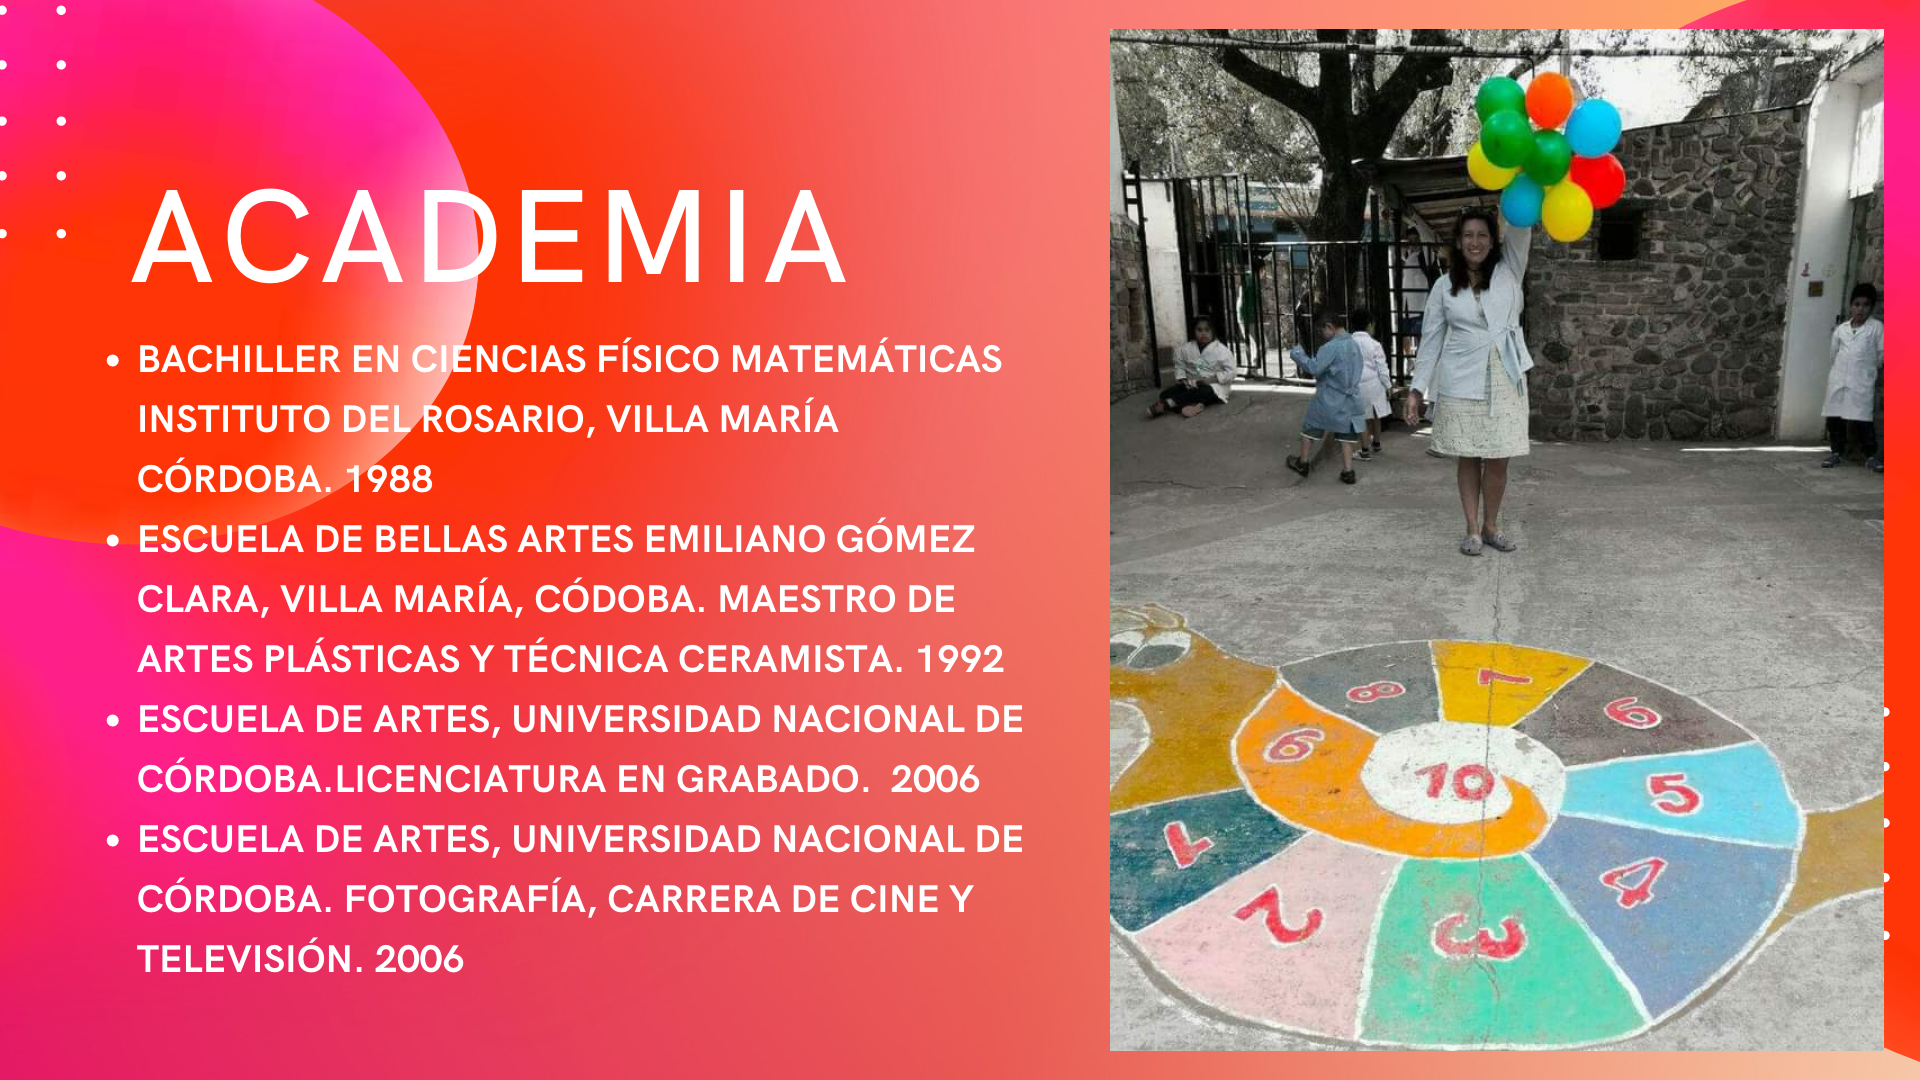 ACADEMIA
• BACHILLER EN CIENCIAS FÍSICO MATEMÁTICAS
INSTITUTO DEL ROSARIO, VILLA MARÍA
CÓRDOBA. 1988
• ESCUELA DE BELLAS ARTES EMILIANO GÓMEZ
CLARA, VILLA MARÍA, CÓDOBA. MAESTRO DE
ARTES PLÁSTICAS Y TÉCNICA CERAMISTA. 1992
• ESCUELA DE ARTES, UNIVERSIDAD NACIONAL DE
CÓRDOBA.LICENCIATURA EN GRABADO.  2006
• ESCUELA DE ARTES, UNIVERSIDAD NACIONAL DE
CÓRDOBA. FOTOGRAFÍA, CARRERA DE CINE Y
TELEVISIÓN. 2006
1
2
3
4
5
6
7
8
9
10